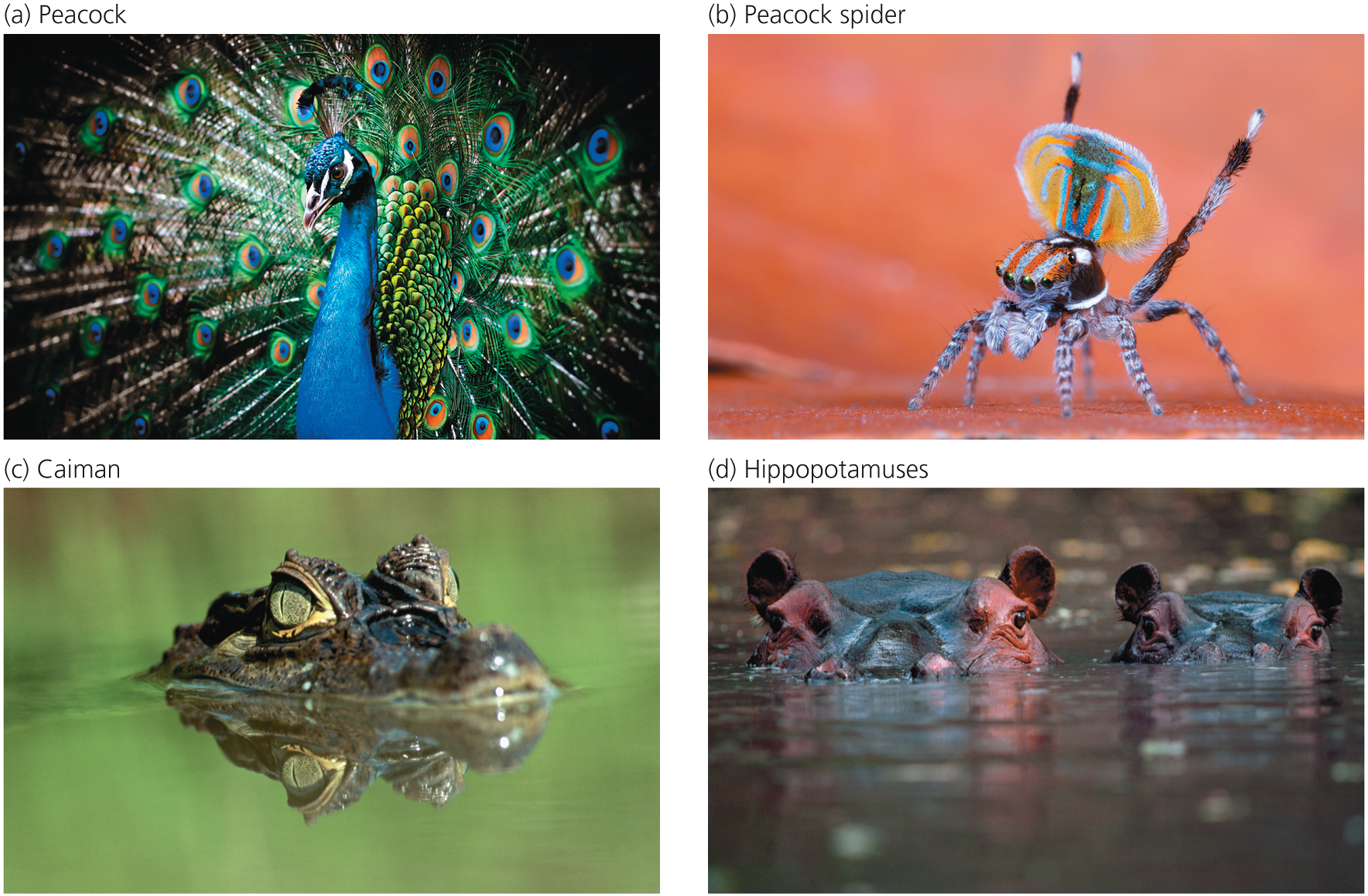 (a) Peacock
(b) Peacock spider
(c) Caiman
(d) Hippopotamuses